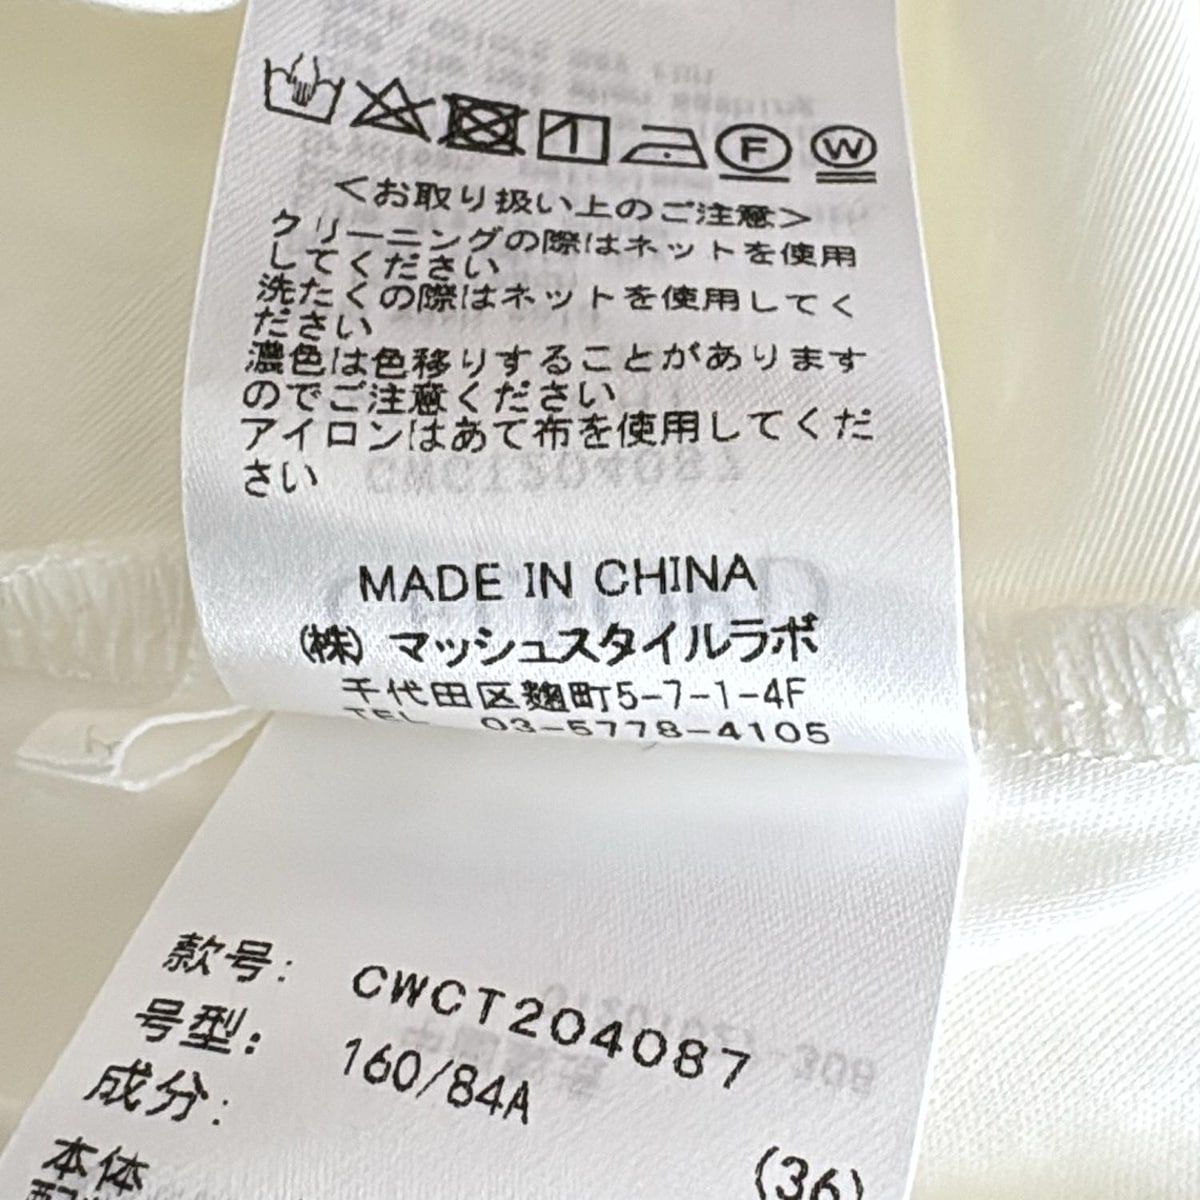 F W
<お取り扱い上のご注意>
クリーニングの際はネットを使用
してください
洗たくの際はネットを使用してく
ださい
濃色は色移りすることがあります
のでご注意ください
アイロンはあて布を使用してくだ
さい
MADE IN CHINA
(株) マッシュスタイルラボ
千代田区麹町5-7-1-4F
TEL 03-5778-4105
款号: CWCT204087
号型: 160/84A
成分:
本体 (36)